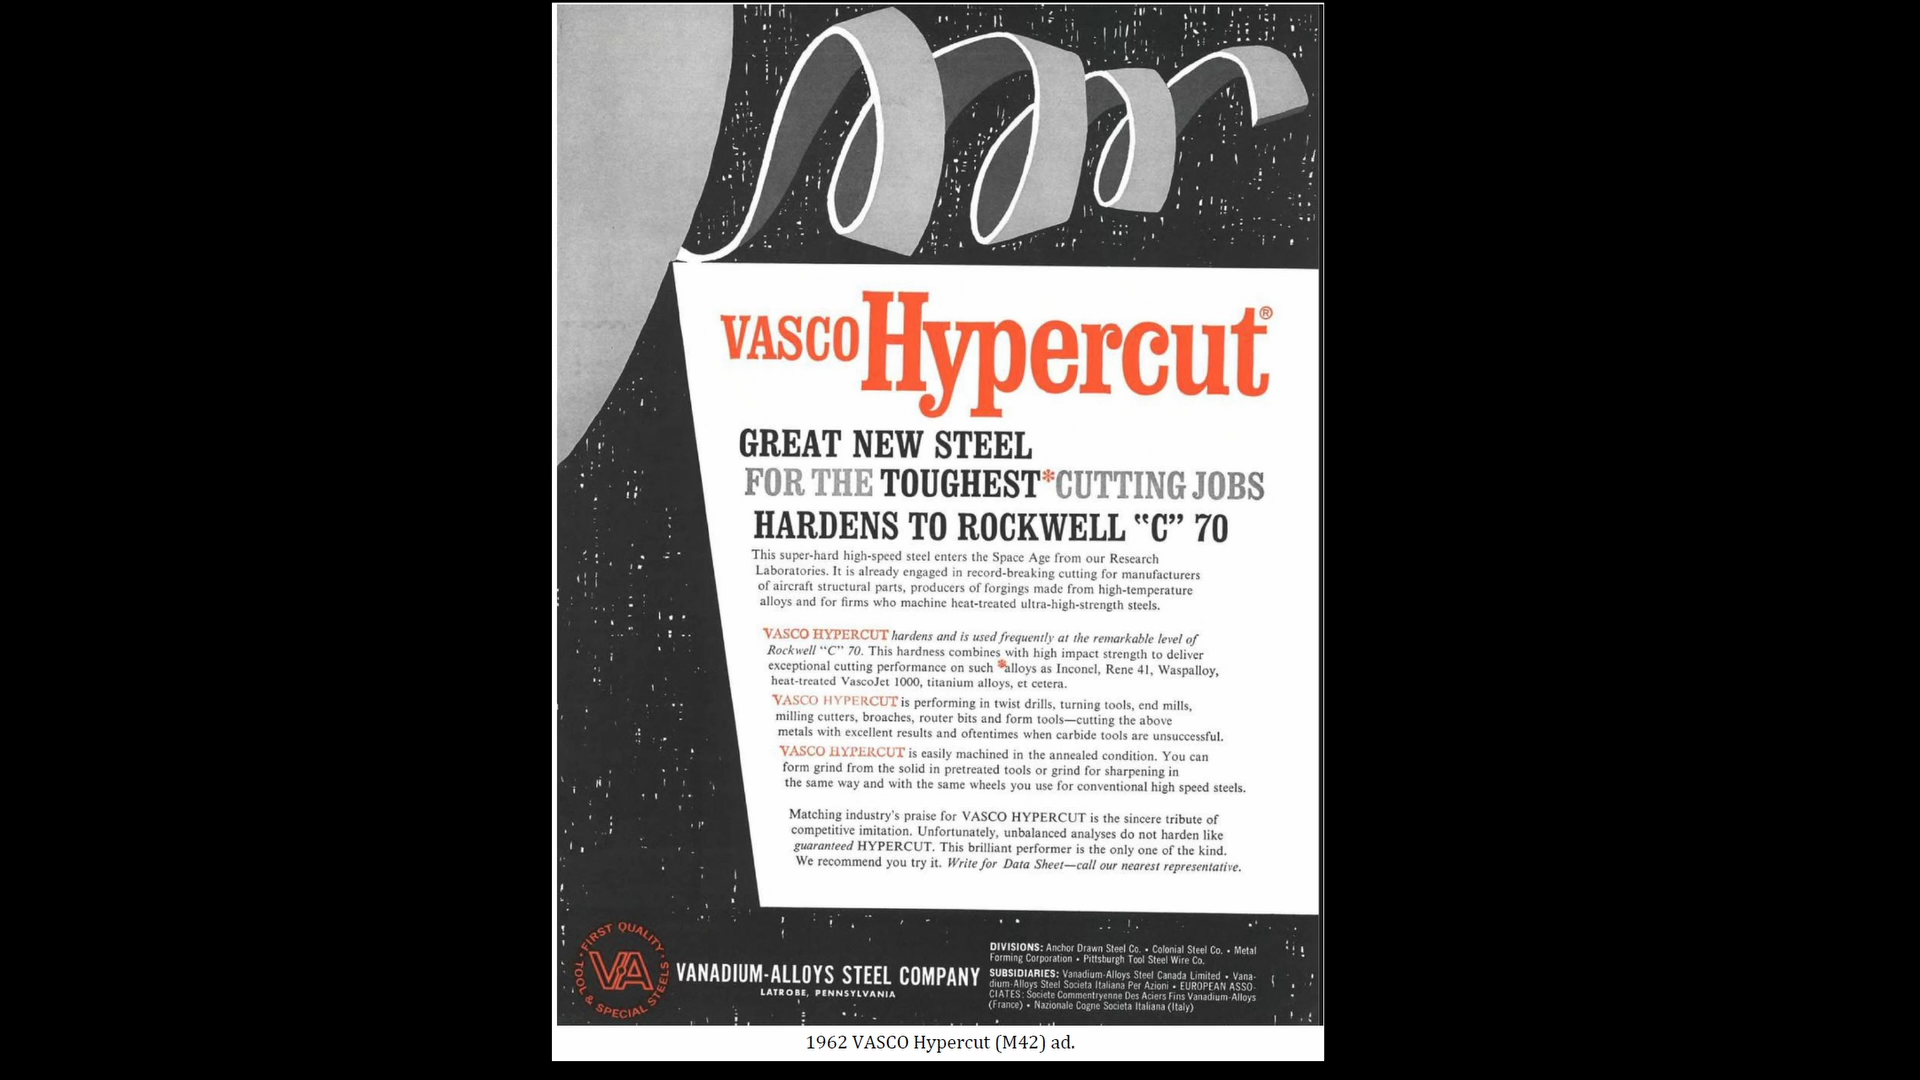 VASCO Hypercut®
GREAT NEW STEEL
FOR THE TOUGHEST*CUTTING JOBS
HARDENS TO ROCKWELL “C” 70
This super-hard high-speed steel enters the Space Age from our Research
Laboratories. It is already engaged in record-breaking cutting for manufacturers
of aircraft structural parts, producers of forgings made from high-temperature
alloys and for firms who machine heat-treated ultra-high-strength steels.
VASCO HYPERCUT hardens and is used frequently at the remarkable level of
Rockwell “C” 70. This hardness combines with high impact strength to deliver
exceptional cutting performance on such *alloys as Inconel, Rene 41, Waspalloy,
heat-treated VascoJet 1000, titanium alloys, et cetera.
VASCO HYPERCUT is performing in twist drills, turning tools, end mills,
milling cutters, broaches, router bits and form tools—cutting the above
metals with excellent results and oftentimes when carbide tools are unsuccessful.
VASCO HYPERCUT is easily machined in the annealed condition. You can
form grind from the solid in pretreated tools or grind for sharpening in
the same way and with the same wheels you use for conventional high speed steels.
Matching industry's praise for VASCO HYPERCUT is the sincere tribute of
competitive imitation. Unfortunately, unbalanced analyses do not harden like
guaranteed HYPERCUT. This brilliant performer is the only one of the kind.
We recommend you try it. Write for Data Sheet—call our nearest representative.
FIRST QUALITY
VA
TOOL & SPECIAL STEELS
VANADIUM-ALLOYS STEEL COMPANY
LATROBE, PENNSYLVANIA
DIVISIONS: Anchor Drawn Steel Co. • Colonial Steel Co. • Metal
Forming Corporation • Pittsburgh Tool Steel Wire Co.
SUBSIDIARIES: Vanadium-Alloys Steel Canada Limited • Vana-
dium-Alloys Steel Societa Italiana Per Azioni • EUROPEAN ASSO-
CIATES: Societe Commentryenne Des Aciers Fins Vanadium-Alloys
(France) • Nazionale Cogne Societa Italiana (Italy)
1962 VASCO Hypercut (M42) ad.